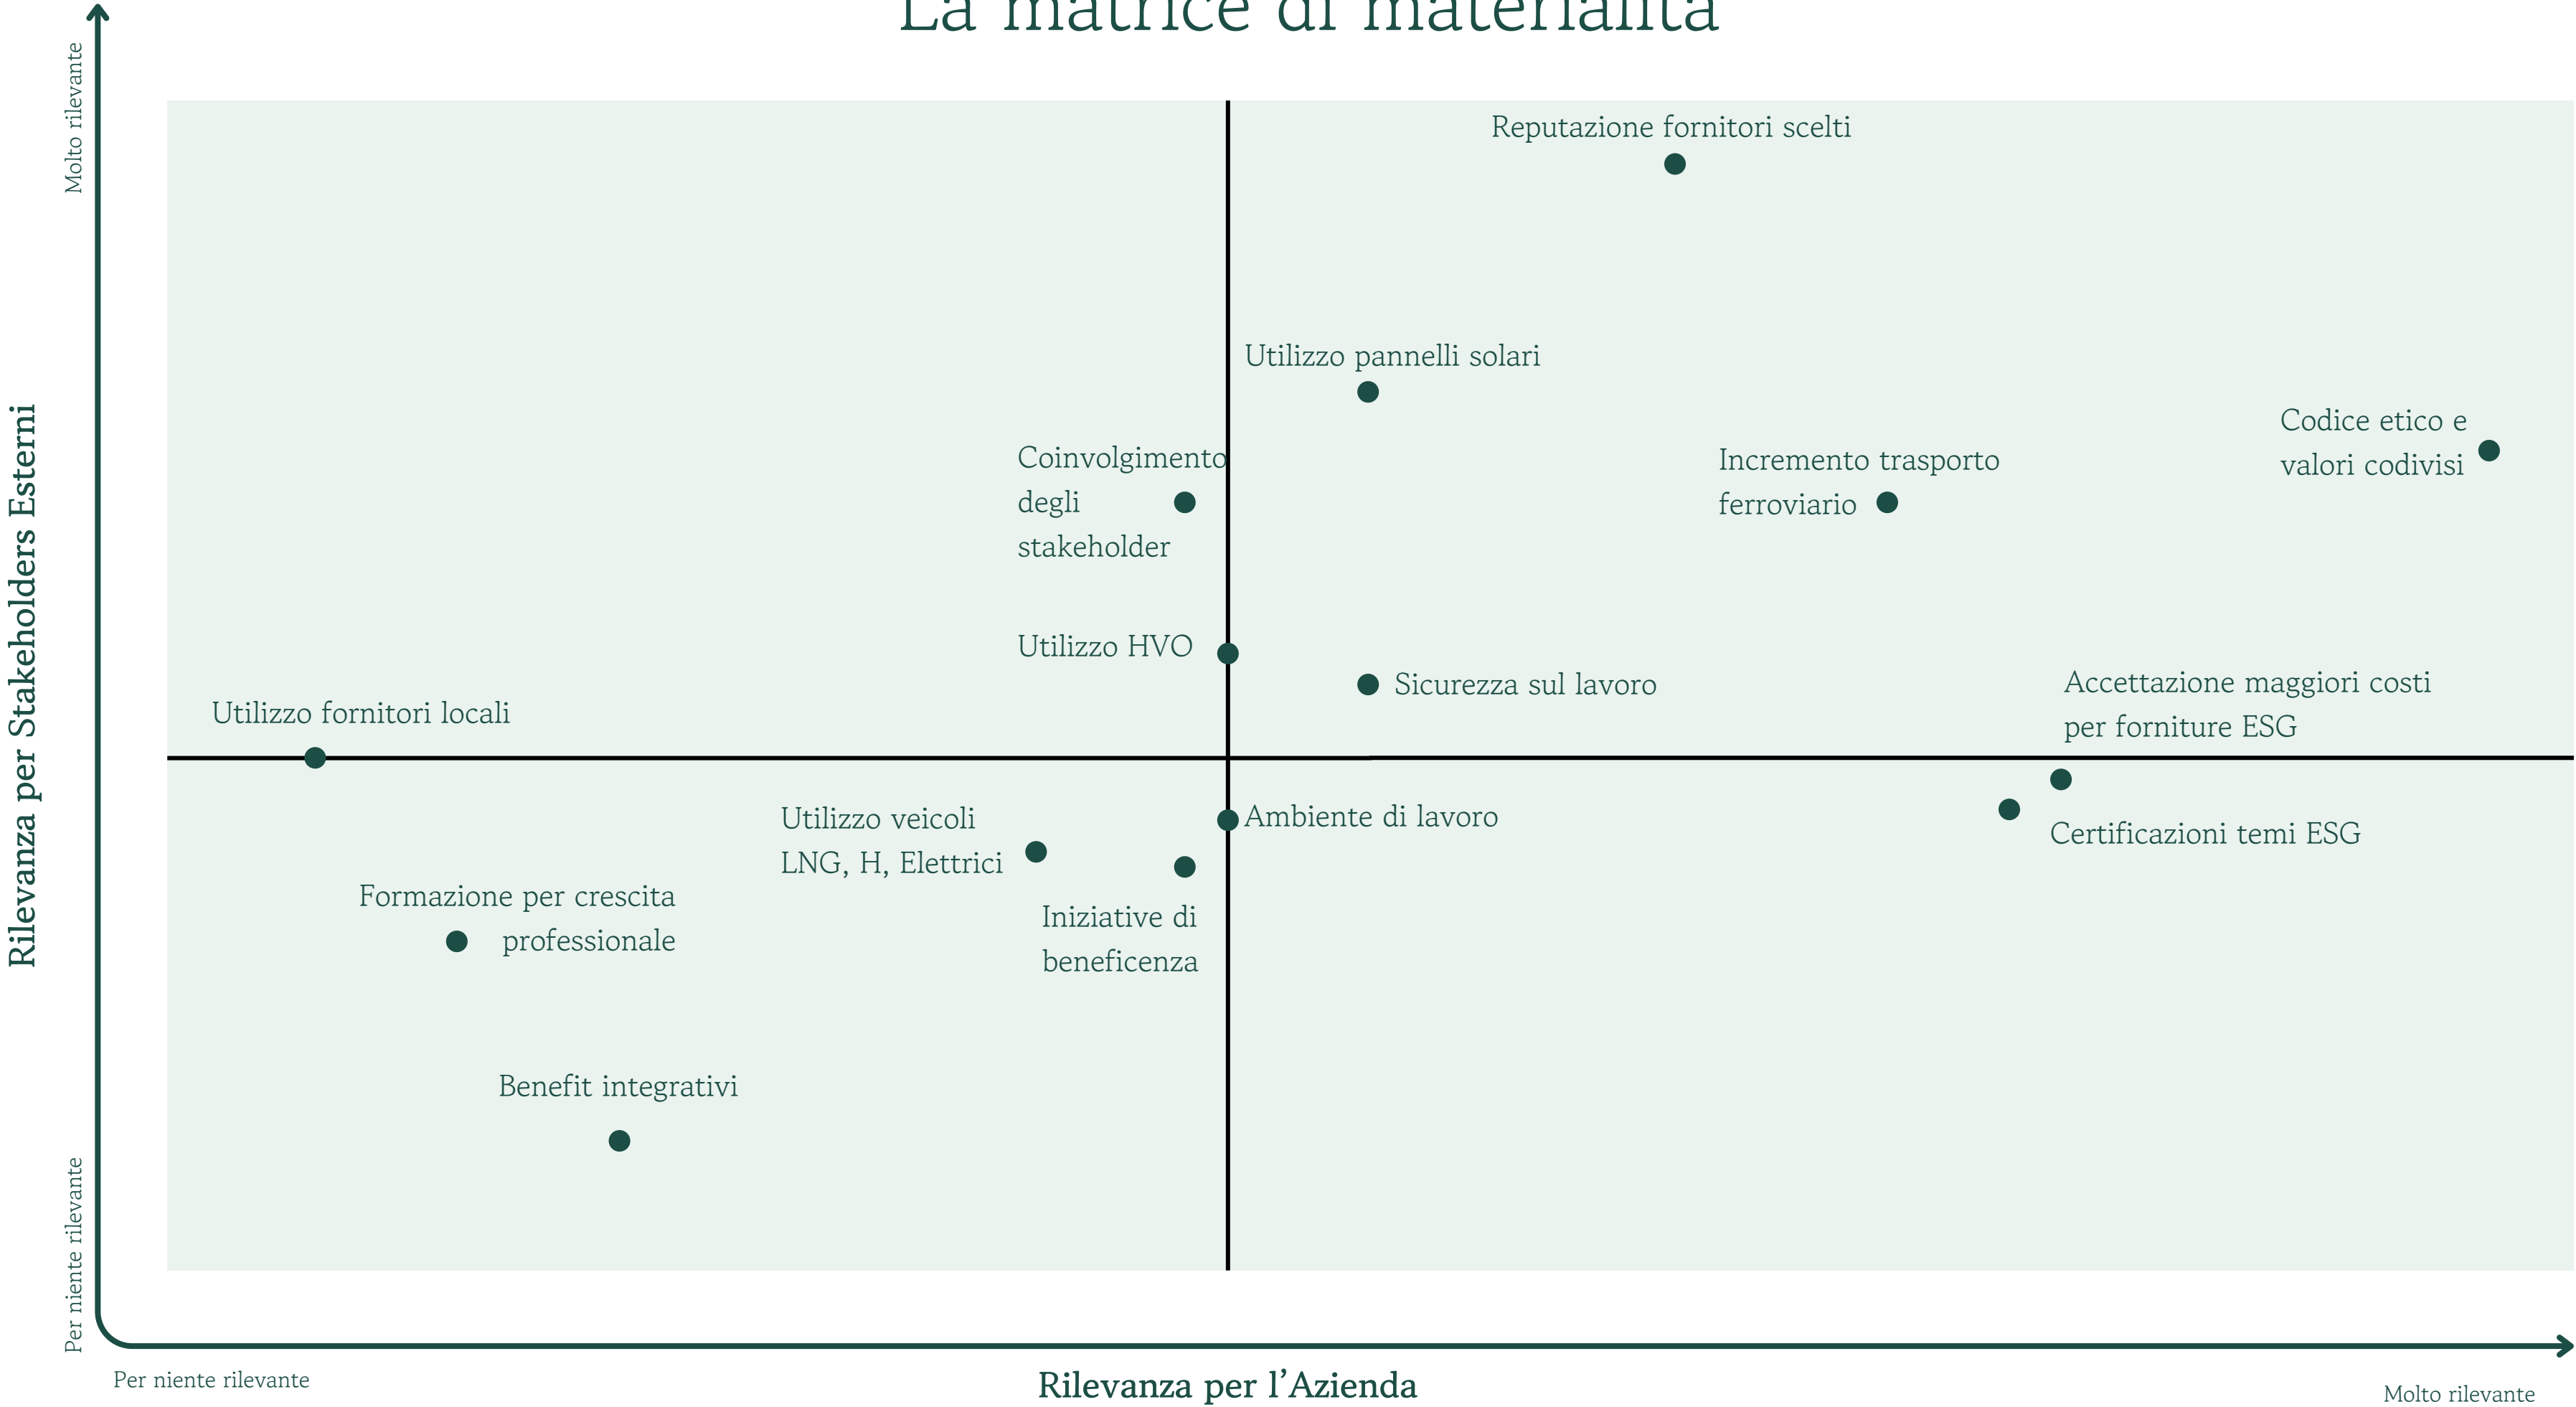 La matrice di materialità
Molto rilevante
Rilevanza per Stakeholders Esterni
Per niente rilevante
Reputazione fornitori scelti
Utilizzo pannelli solari
Codice etico e
valori codivisi
Coinvolgimento
degli
stakeholder
Incremento trasporto
ferroviario
Utilizzo HVO
Sicurezza sul lavoro
Accettazione maggiori costi
per forniture ESG
Utilizzo fornitori locali
Utilizzo veicoli
LNG, H, Elettrici
Ambiente di lavoro
Certificazioni temi ESG
Formazione per crescita
professionale
Iniziative di
beneficenza
Benefit integrativi
Per niente rilevante
Rilevanza per l’Azienda
Molto rilevante